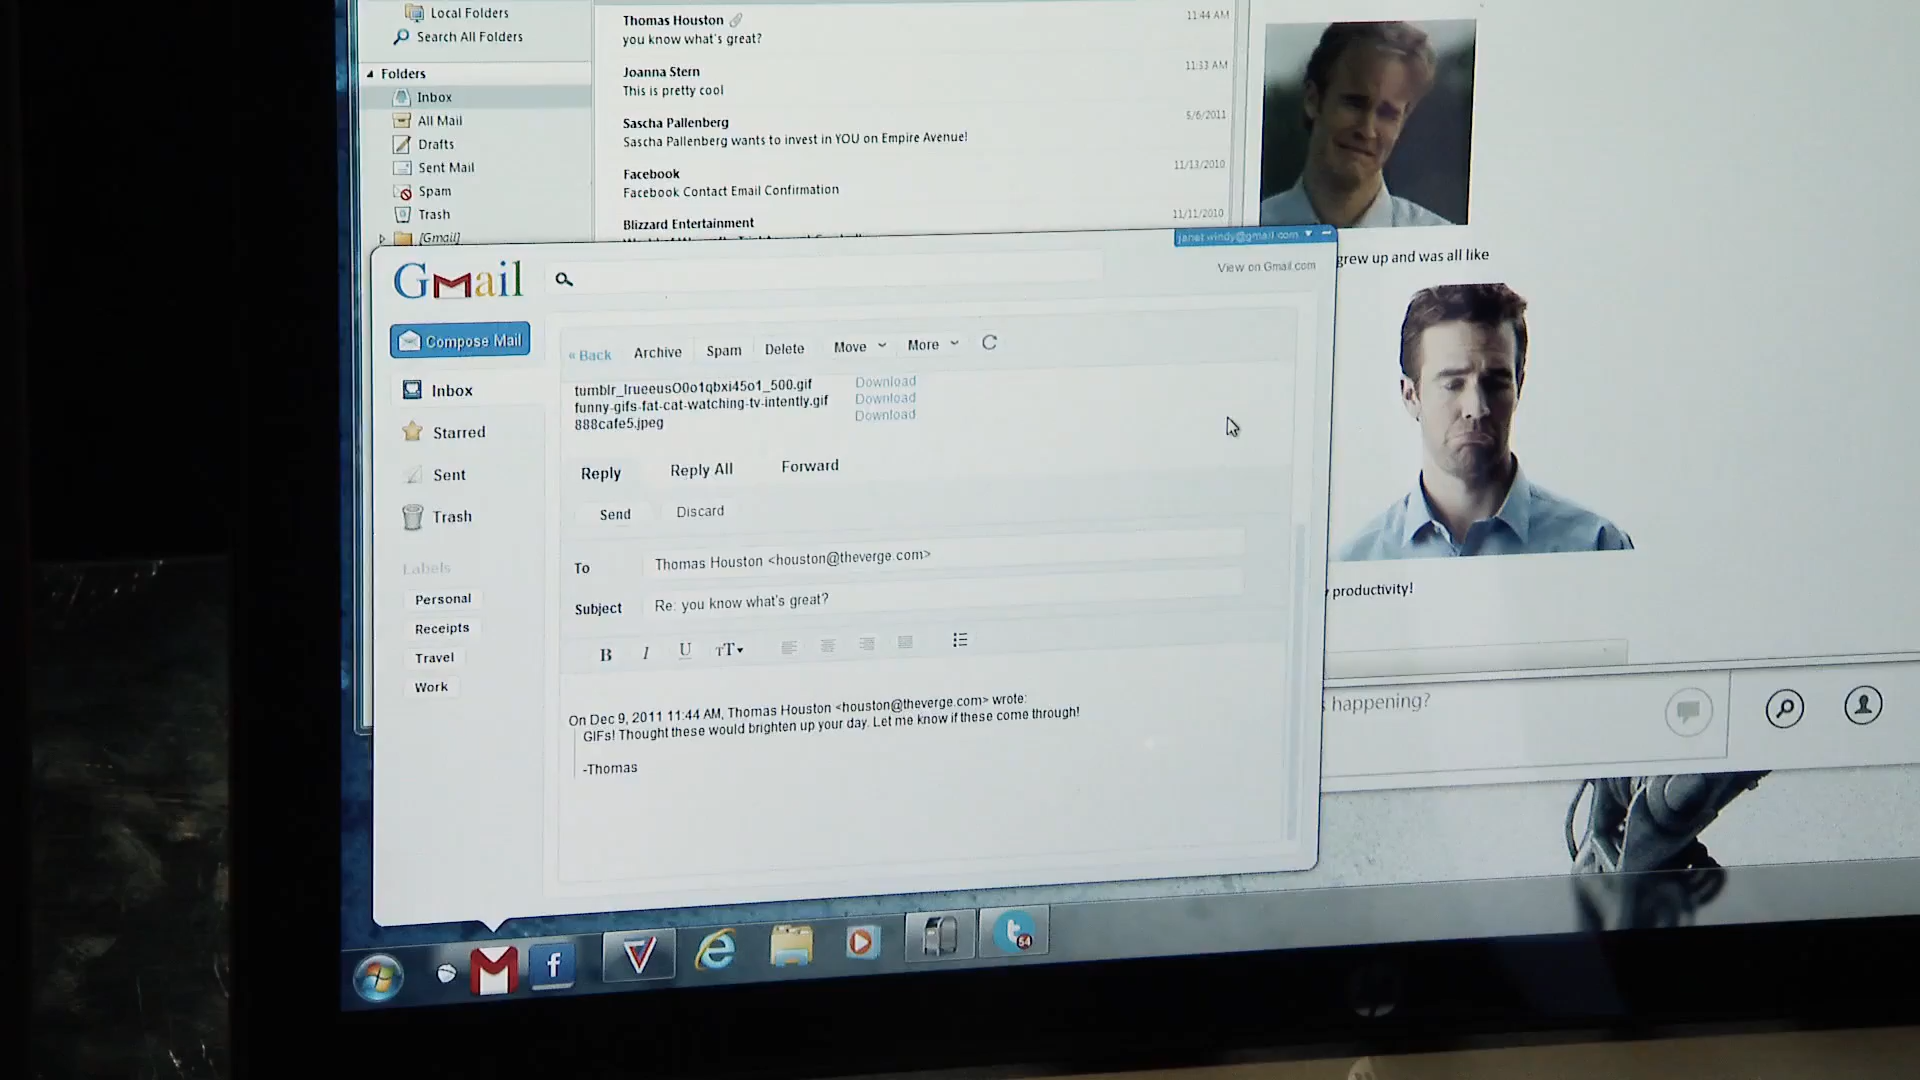 Local Folders
Search All Folders
Folders
Inbox
All Mail
Drafts
Sent Mail
Spam
Trash
[Gmail]
Thomas Houston
11:44 AM
you know what's great?
Joanna Stern
11:33 AM
This is pretty cool
Sascha Pallenberg
5/6/2011
Sascha Pallenberg wants to invest in YOU on Empire Avenue!
Facebook
11/13/2010
Facebook Contact Email Confirmation
Blizzard Entertainment
11/11/2010
janet.windy@gmail.com
grew up and was all like
productivity!
happening?
Gmail
View on Gmail.com
Compose Mail
Inbox
Starred
Sent
Trash
Labels
Personal
Receipts
Travel
Work
« Back Archive Spam Delete Move More
funny-gifs-fat-cat-watching-tv-intently.gif
888cafe5.jpeg
Download
Download
Download
Reply Reply All Forward
Send Discard
To Thomas Houston <houston@theverge.com>
Subject Re: you know what's great?
B I U TT
On Dec 9, 2011 11:44 AM, Thomas Houston <houston@theverge.com> wrote:
GIFs! Thought these would brighten up your day. Let me know if these come through!
-Thomas
64